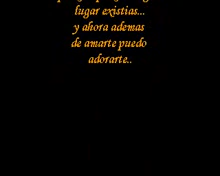 lugar existias...
y ahora ademas
de amarte puedo
adorarte..